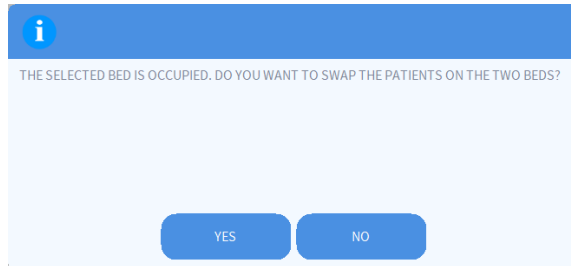 THE SELECTED BED IS OCCUPIED. DO YOU WANT TO SWAP THE PATIENTS ON THE TWO BEDS?
YES NO